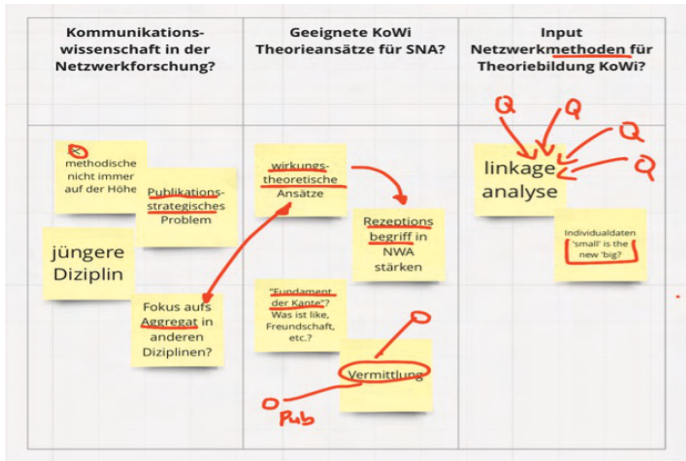 Kommunikations-
wissenschaft in der
Netzwerkforschung?
Geeignete KoWi
Theorieansätze für SNA?
Input
Netzwerkmethoden für
Theoriebildung KoWi?
methodische
nicht immer
auf der Höhe
Publikations-
strategisches
Problem
jüngere
Diziplin
Fokus aufs
Aggregat in
anderen
Diziplinen?
wirkungs-
theoretische
Ansätze
Rezeptions
begriff in
NWA
stärken
"Fundament
der Kante"?
Was ist like,
Freundschaft,
etc.?
Vermittlung
Pub
Q
Q
Q
Q
linkage
analyse
Individualdaten
'small' is the
new 'big?